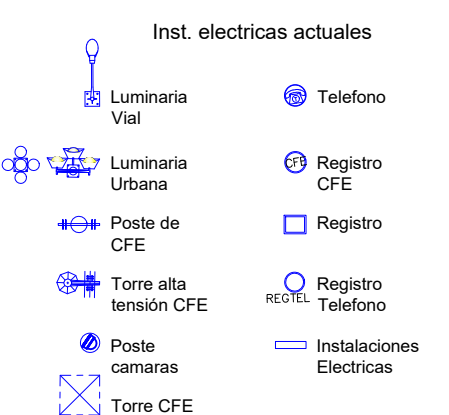 Inst. electricas actuales
Luminaria
Vial
Telefono
Luminaria
Urbana
CFE
Registro
CFE
Poste de
CFE
Registro
Torre alta
tensión CFE
REGTEL
Registro
Telefono
Poste
camaras
Instalaciones
Electricas
Torre CFE